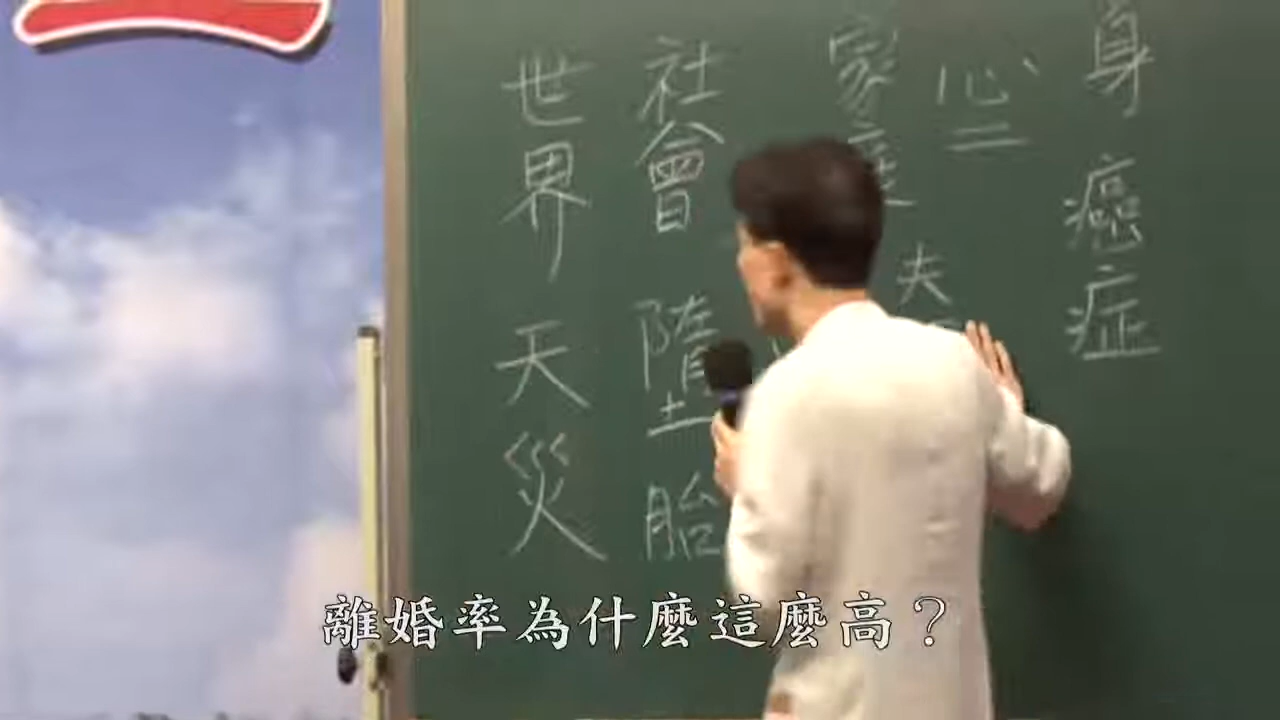 身 癌症
心
家庭
夫
社會 墮胎
世界 天災
離婚率為什麼這麼高？